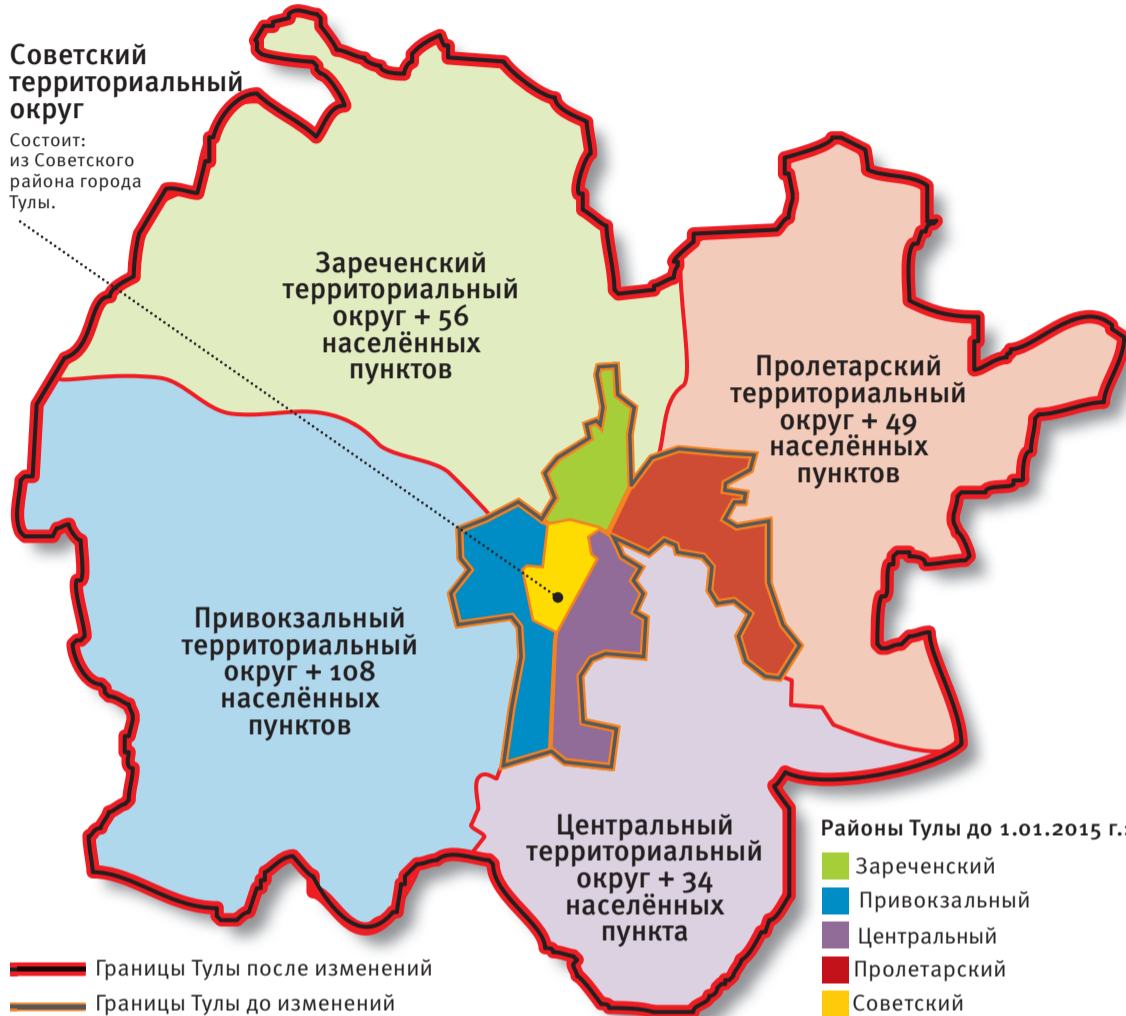 Советский
территориальный
округ
Состоит:
из Советского
района города
Тулы.
Зареченский
территориальный
округ + 56
населённых
пунктов
Пролетарский
территориальный
округ + 49
населённых
пунктов
Привокзальный
территориальный
округ + 108
населённых
пунктов
Центральный
территориальный
округ + 34
населённых
пункта
Районы Тулы до 1.01.2015 г.:
Зареченский
Привокзальный
Центральный
Пролетарский
Советский
Границы Тулы после изменений
Границы Тулы до изменений